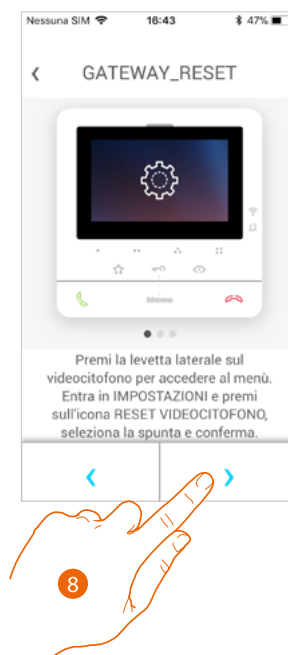 Nessuna SIM 16:43 47%
GATEWAY_RESET
bticino
Premi la levetta laterale sul
videocitofono per accedere al menù.
Entra in IMPOSTAZIONI e premi
sull'icona RESET VIDEOCITOFONO,
seleziona la spunta e conferma.
8